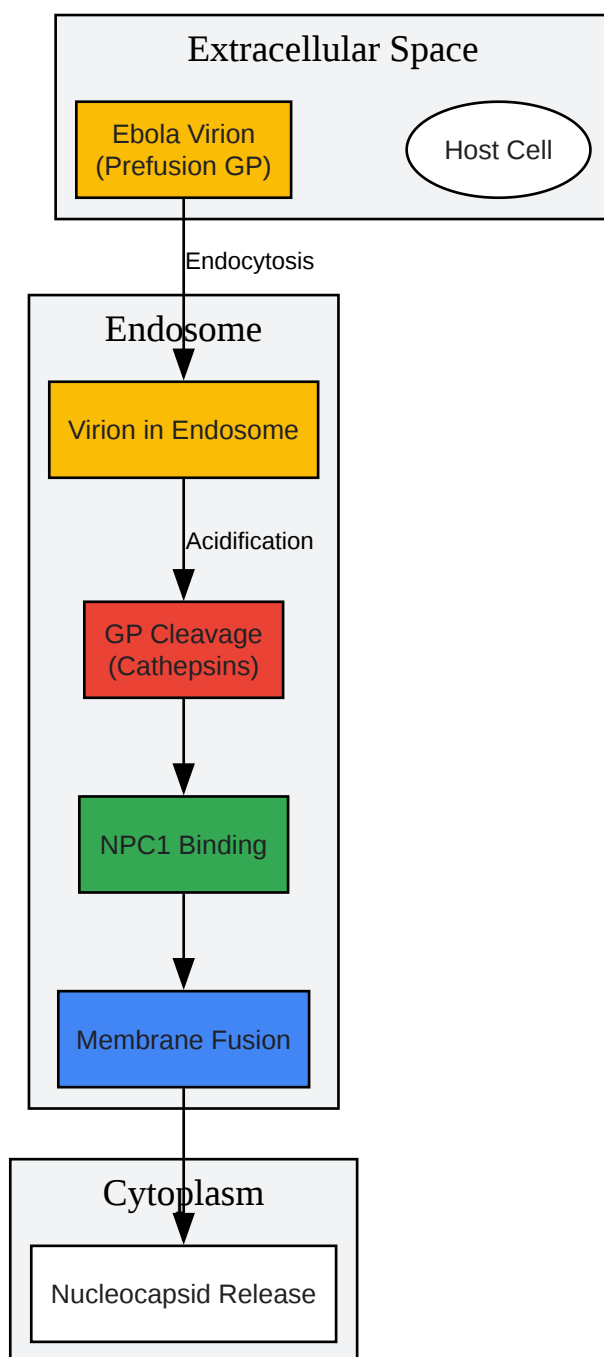 Extracellular Space
Ebola Virion
(Prefusion GP)
Host Cell
Endocytosis
Endosome
Virion in Endosome
Acidification
GP Cleavage
(Cathepsins)
NPC1 Binding
Membrane Fusion
Cytoplasm
Nucleocapsid Release